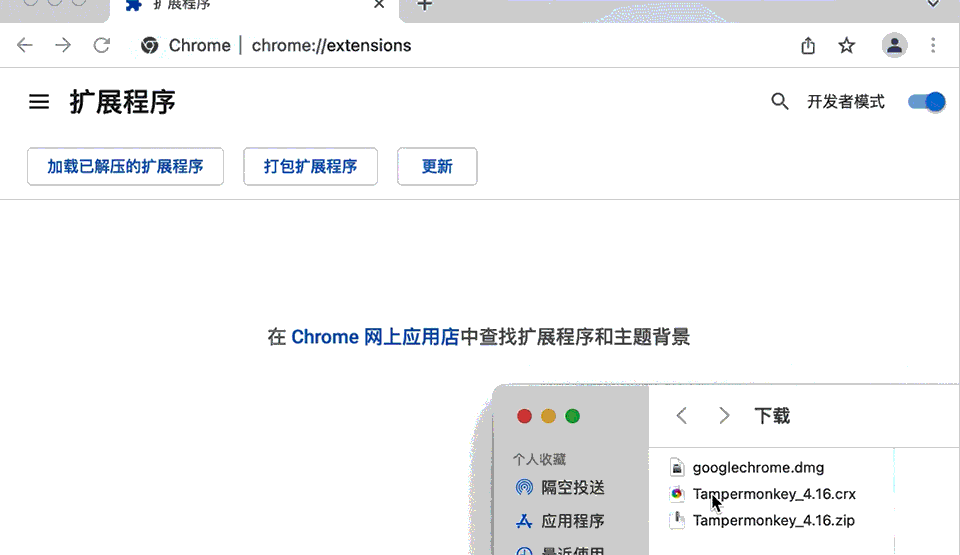 扩展程序
Chrome | chrome://extensions
扩展程序
开发者模式
加载已解压的扩展程序
打包扩展程序
更新
在 Chrome 网上应用店中查找扩展程序和主题背景
下载
个人收藏
隔空投送
应用程序
最近使用
googlechrome.dmg
Tampermonkey_4.16.crx
Tampermonkey_4.16.zip